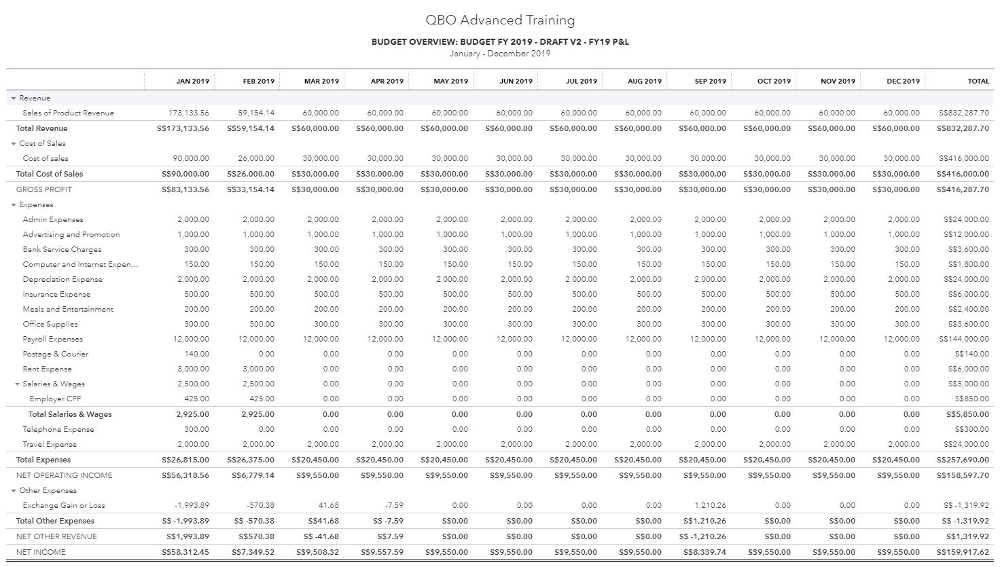 QBO Advanced Training
BUDGET OVERVIEW: BUDGET FY 2019 - DRAFT V2 - FY19 P&L
January - December 2019
JAN 2019 FEB 2019 MAR 2019 APR 2019 MAY 2019 JUN 2019 JUL 2019 AUG 2019 SEP 2019 OCT 2019 NOV 2019 DEC 2019 TOTAL
Revenue
Sales of Product Revenue 173,133.56 59,154.14 60,000.00 60,000.00 60,000.00 60,000.00 60,000.00 60,000.00 60,000.00 60,000.00 60,000.00 60,000.00 S$832,287.70
Total Revenue S$173,133.56 S$59,154.14 S$60,000.00 S$60,000.00 S$60,000.00 S$60,000.00 S$60,000.00 S$60,000.00 S$60,000.00 S$60,000.00 S$60,000.00 S$60,000.00 S$832,287.70
Cost of Sales
Cost of sales 90,000.00 26,000.00 30,000.00 30,000.00 30,000.00 30,000.00 30,000.00 30,000.00 30,000.00 30,000.00 30,000.00 30,000.00 S$416,000.00
Total Cost of Sales S$90,000.00 S$26,000.00 S$30,000.00 S$30,000.00 S$30,000.00 S$30,000.00 S$30,000.00 S$30,000.00 S$30,000.00 S$30,000.00 S$30,000.00 S$30,000.00 S$416,000.00
GROSS PROFIT S$83,133.56 S$33,154.14 S$30,000.00 S$30,000.00 S$30,000.00 S$30,000.00 S$30,000.00 S$30,000.00 S$30,000.00 S$30,000.00 S$30,000.00 S$30,000.00 S$416,287.70
Expenses
Admin Expenses 2,000.00 2,000.00 2,000.00 2,000.00 2,000.00 2,000.00 2,000.00 2,000.00 2,000.00 2,000.00 2,000.00 2,000.00 S$24,000.00
Advertising and Promotion 1,000.00 1,000.00 1,000.00 1,000.00 1,000.00 1,000.00 1,000.00 1,000.00 1,000.00 1,000.00 1,000.00 1,000.00 S$12,000.00
Bank Service Charges 300.00 300.00 300.00 300.00 300.00 300.00 300.00 300.00 300.00 300.00 300.00 300.00 S$3,600.00
Computer and Internet Expen... 150.00 150.00 150.00 150.00 150.00 150.00 150.00 150.00 150.00 150.00 150.00 150.00 S$1,800.00
Depreciation Expense 2,000.00 2,000.00 2,000.00 2,000.00 2,000.00 2,000.00 2,000.00 2,000.00 2,000.00 2,000.00 2,000.00 2,000.00 S$24,000.00
Insurance Expense 500.00 500.00 500.00 500.00 500.00 500.00 500.00 500.00 500.00 500.00 500.00 500.00 S$6,000.00
Meals and Entertainment 200.00 200.00 200.00 200.00 200.00 200.00 200.00 200.00 200.00 200.00 200.00 200.00 S$2,400.00
Office Supplies 300.00 300.00 300.00 300.00 300.00 300.00 300.00 300.00 300.00 300.00 300.00 300.00 S$3,600.00
Payroll Expenses 12,000.00 12,000.00 12,000.00 12,000.00 12,000.00 12,000.00 12,000.00 12,000.00 12,000.00 12,000.00 12,000.00 12,000.00 S$144,000.00
Postage & Courier 140.00 0.00 0.00 0.00 0.00 0.00 0.00 0.00 0.00 0.00 0.00 0.00 S$140.00
Rent Expense 3,000.00 3,000.00 0.00 0.00 0.00 0.00 0.00 0.00 0.00 0.00 0.00 0.00 S$6,000.00
Salaries & Wages 2,500.00 2,500.00 0.00 0.00 0.00 0.00 0.00 0.00 0.00 0.00 0.00 0.00 S$5,000.00
Employer CPF 425.00 425.00 0.00 0.00 0.00 0.00 0.00 0.00 0.00 0.00 0.00 0.00 S$850.00
Total Salaries & Wages 2,925.00 2,925.00 0.00 0.00 0.00 0.00 0.00 0.00 0.00 0.00 0.00 0.00 S$5,850.00
Telephone Expense 300.00 0.00 0.00 0.00 0.00 0.00 0.00 0.00 0.00 0.00 0.00 0.00 S$300.00
Travel Expense 2,000.00 2,000.00 2,000.00 2,000.00 2,000.00 2,000.00 2,000.00 2,000.00 2,000.00 2,000.00 2,000.00 2,000.00 S$24,000.00
Total Expenses S$26,815.00 S$26,375.00 S$20,450.00 S$20,450.00 S$20,450.00 S$20,450.00 S$20,450.00 S$20,450.00 S$20,450.00 S$20,450.00 S$20,450.00 S$20,450.00 S$257,690.00
NET OPERATING INCOME S$56,318.56 S$6,779.14 S$9,550.00 S$9,550.00 S$9,550.00 S$9,550.00 S$9,550.00 S$9,550.00 S$9,550.00 S$9,550.00 S$9,550.00 S$9,550.00 S$158,597.70
Other Expenses
Exchange Gain or Loss -1,993.89 -570.38 41.68 -7.59 0.00 0.00 0.00 0.00 1,210.26 0.00 0.00 0.00 S$ -1,319.92
Total Other Expenses S$ -1,993.89 S$ -570.38 S$41.68 S$ -7.59 S$0.00 S$0.00 S$0.00 S$0.00 S$1,210.26 S$0.00 S$0.00 S$0.00 S$ -1,319.92
NET OTHER REVENUE S$1,993.89 S$570.38 S$ -41.68 S$7.59 S$0.00 S$0.00 S$0.00 S$0.00 S$ -1,210.26 S$0.00 S$0.00 S$0.00 S$1,319.92
NET INCOME S$58,312.45 S$7,349.52 S$9,508.32 S$9,557.59 S$9,550.00 S$9,550.00 S$9,550.00 S$9,550.00 S$8,339.74 S$9,550.00 S$9,550.00 S$9,550.00 S$159,917.62